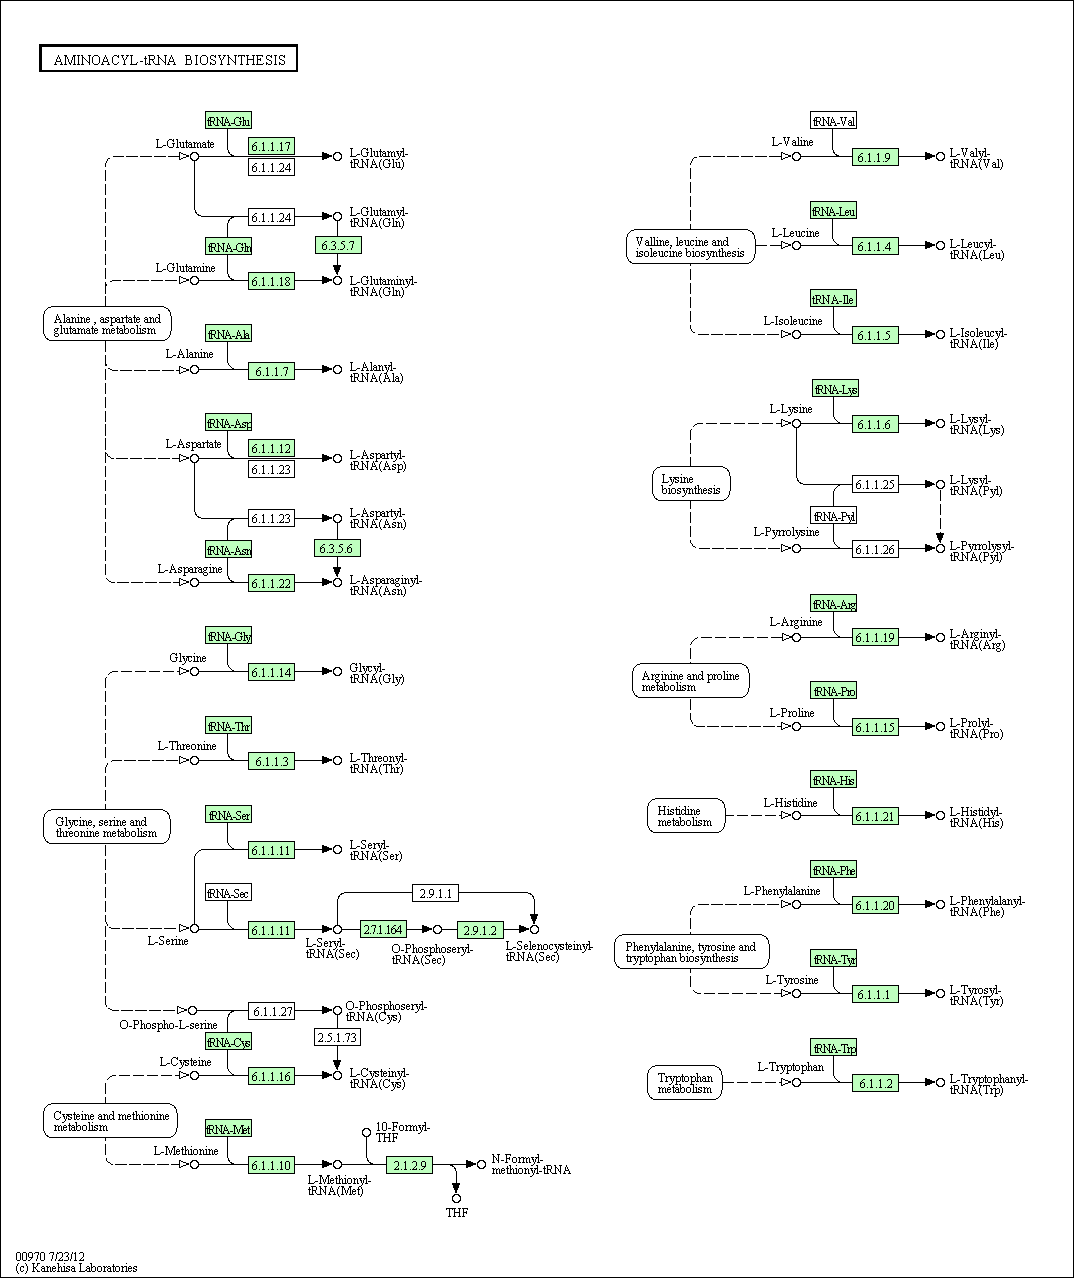 AMINOACYL-tRNA BIOSYNTHESIS
tRNA-Glu
L-Glutamate
6.1.1.17
6.1.1.24
L-Glutamyl-
tRNA(Glu)
6.1.1.24
L-Glutamyl-
tRNA(Gln)
tRNA-Gln
6.3.5.7
L-Glutamine
6.1.1.18
L-Glutaminyl-
tRNA(Gln)
Alanine , aspartate and
glutamate metabolism
tRNA-Ala
L-Alanine
6.1.1.7
L-Alanyl-
tRNA(Ala)
tRNA-Asp
L-Aspartate
6.1.1.12
6.1.1.23
L-Aspartyl-
tRNA(Asp)
6.1.1.23
L-Aspartyl-
tRNA(Asn)
tRNA-Asn
6.3.5.6
L-Asparagine
6.1.1.22
L-Asparaginyl-
tRNA(Asn)
tRNA-Gly
Glycine
6.1.1.14
Glycyl-
tRNA(Gly)
tRNA-Thr
L-Threonine
6.1.1.3
L-Threonyl-
tRNA(Thr)
Glycine, serine and
threonine metabolism
tRNA-Ser
6.1.1.11
L-Seryl-
tRNA(Ser)
tRNA-Sec
2.9.1.1
L-Serine
6.1.1.11
L-Seryl-
tRNA(Sec)
2.7.1.164
O-Phosphoseryl-
tRNA(Sec)
2.9.1.2
L-Selenocysteinyl-
tRNA(Sec)
O-Phospho-L-serine
6.1.1.27
O-Phosphoseryl-
tRNA(Cys)
tRNA-Cys
2.5.1.73
L-Cysteine
6.1.1.16
L-Cysteinyl-
tRNA(Cys)
Cysteine and methionine
metabolism
tRNA-Met
L-Methionine
6.1.1.10
L-Methionyl-
tRNA(Met)
10-Formyl-
THF
2.1.2.9
N-Formyl-
methionyl-tRNA
THF
tRNA-Val
L-Valine
6.1.1.9
L-Valyl-
tRNA(Val)
tRNA-Leu
Valline, leucine and
isoleucine biosynthesis
L-Leucine
6.1.1.4
L-Leucyl-
tRNA(Leu)
tRNA-Ile
L-Isoleucine
6.1.1.5
L-Isoleucyl-
tRNA(Ile)
tRNA-Lys
L-Lysine
6.1.1.6
L-Lysyl-
tRNA(Lys)
Lysine
biosynthesis
6.1.1.25
L-Lysyl-
tRNA(Pyl)
tRNA-Pyl
L-Pyrrolysine
6.1.1.26
L-Pyrrolysyl-
tRNA(Pyl)
tRNA-Arg
L-Arginine
6.1.1.19
L-Arginyl-
tRNA(Arg)
Arginine and proline
metabolism
tRNA-Pro
L-Proline
6.1.1.15
L-Prolyl-
tRNA(Pro)
tRNA-His
Histidine
metabolism
L-Histidine
6.1.1.21
L-Histidyl-
tRNA(His)
tRNA-Phe
L-Phenylalanine
6.1.1.20
L-Phenylalanyl-
tRNA(Phe)
Phenylalanine, tyrosine and
tryptophan biosynthesis
tRNA-Tyr
L-Tyrosine
6.1.1.1
L-Tyrosyl-
tRNA(Tyr)
tRNA-Trp
Tryptophan
metabolism
L-Tryptophan
6.1.1.2
L-Tryptophanyl-
tRNA(Trp)
00970 7/23/12
(c) Kanehisa Laboratories